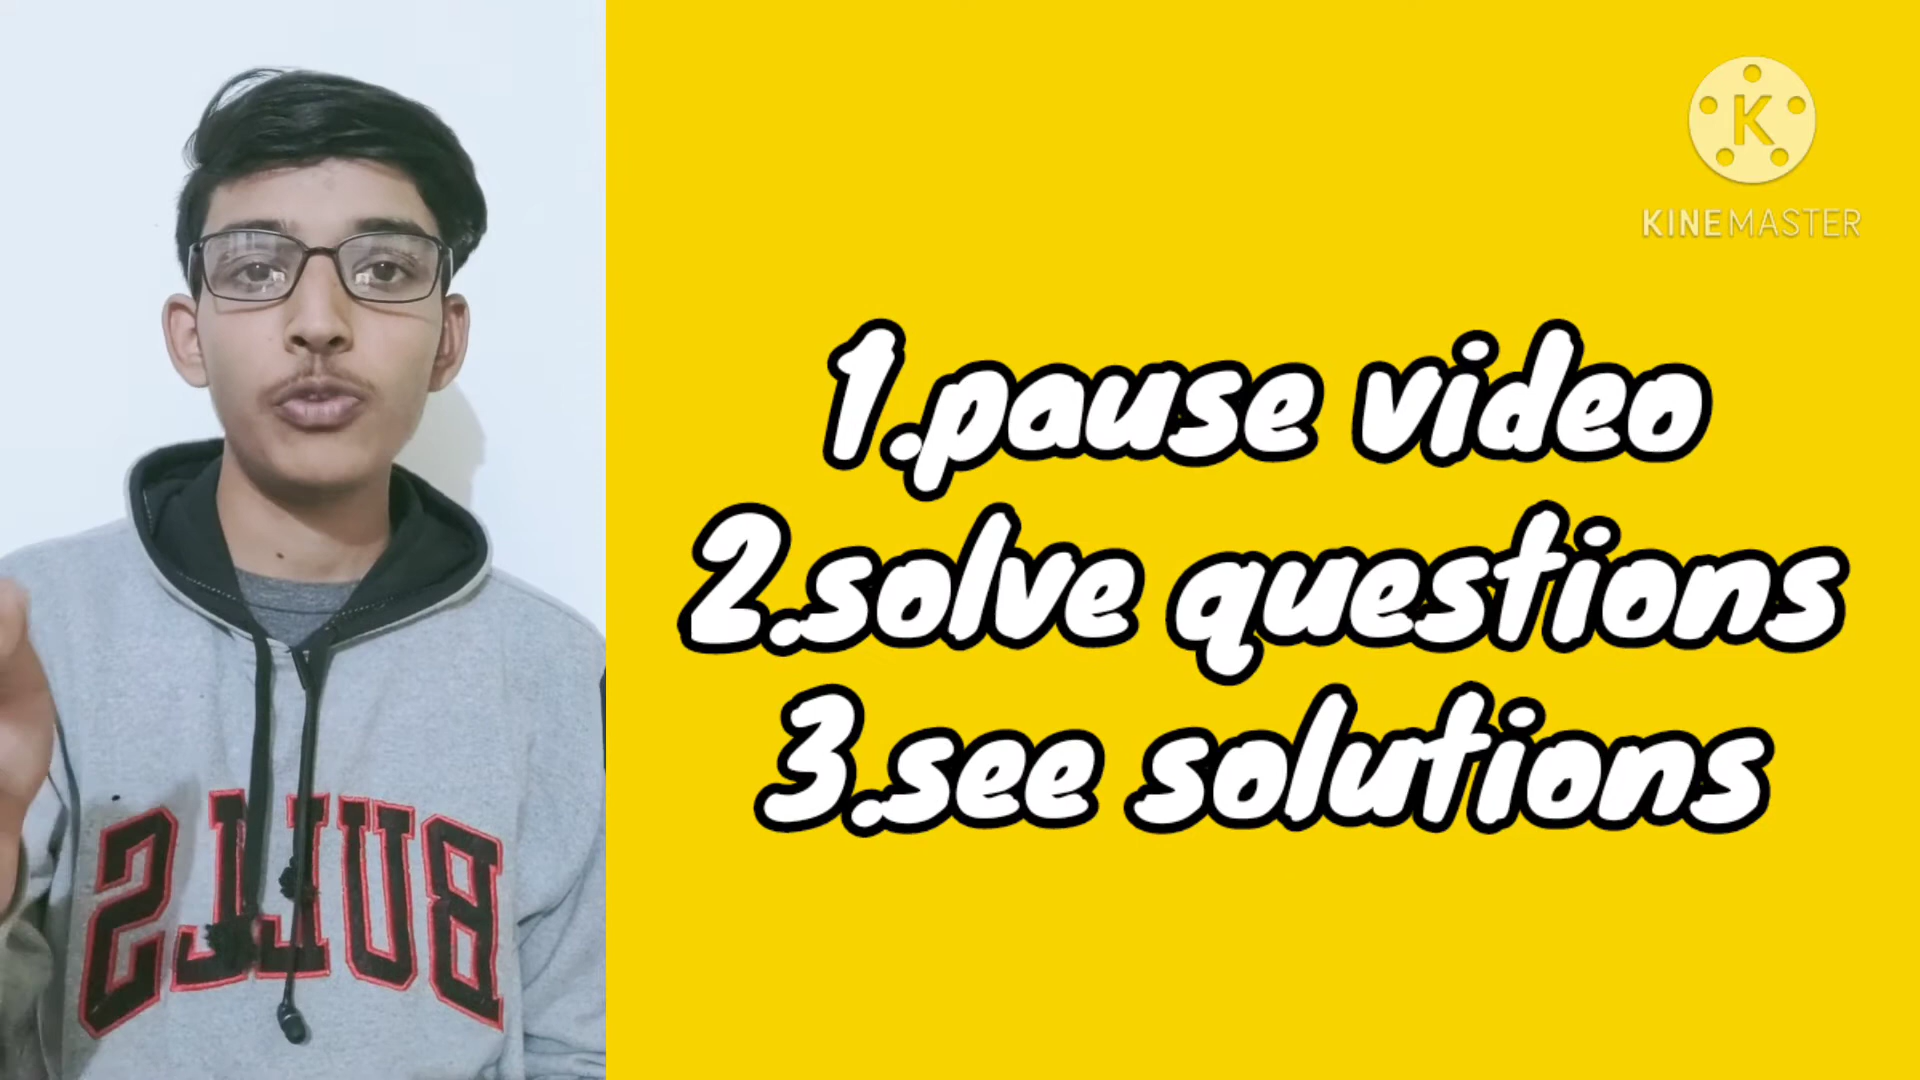 K
KINEMASTER
1.pause video
2.solve questions
3.see solutions
BULLS